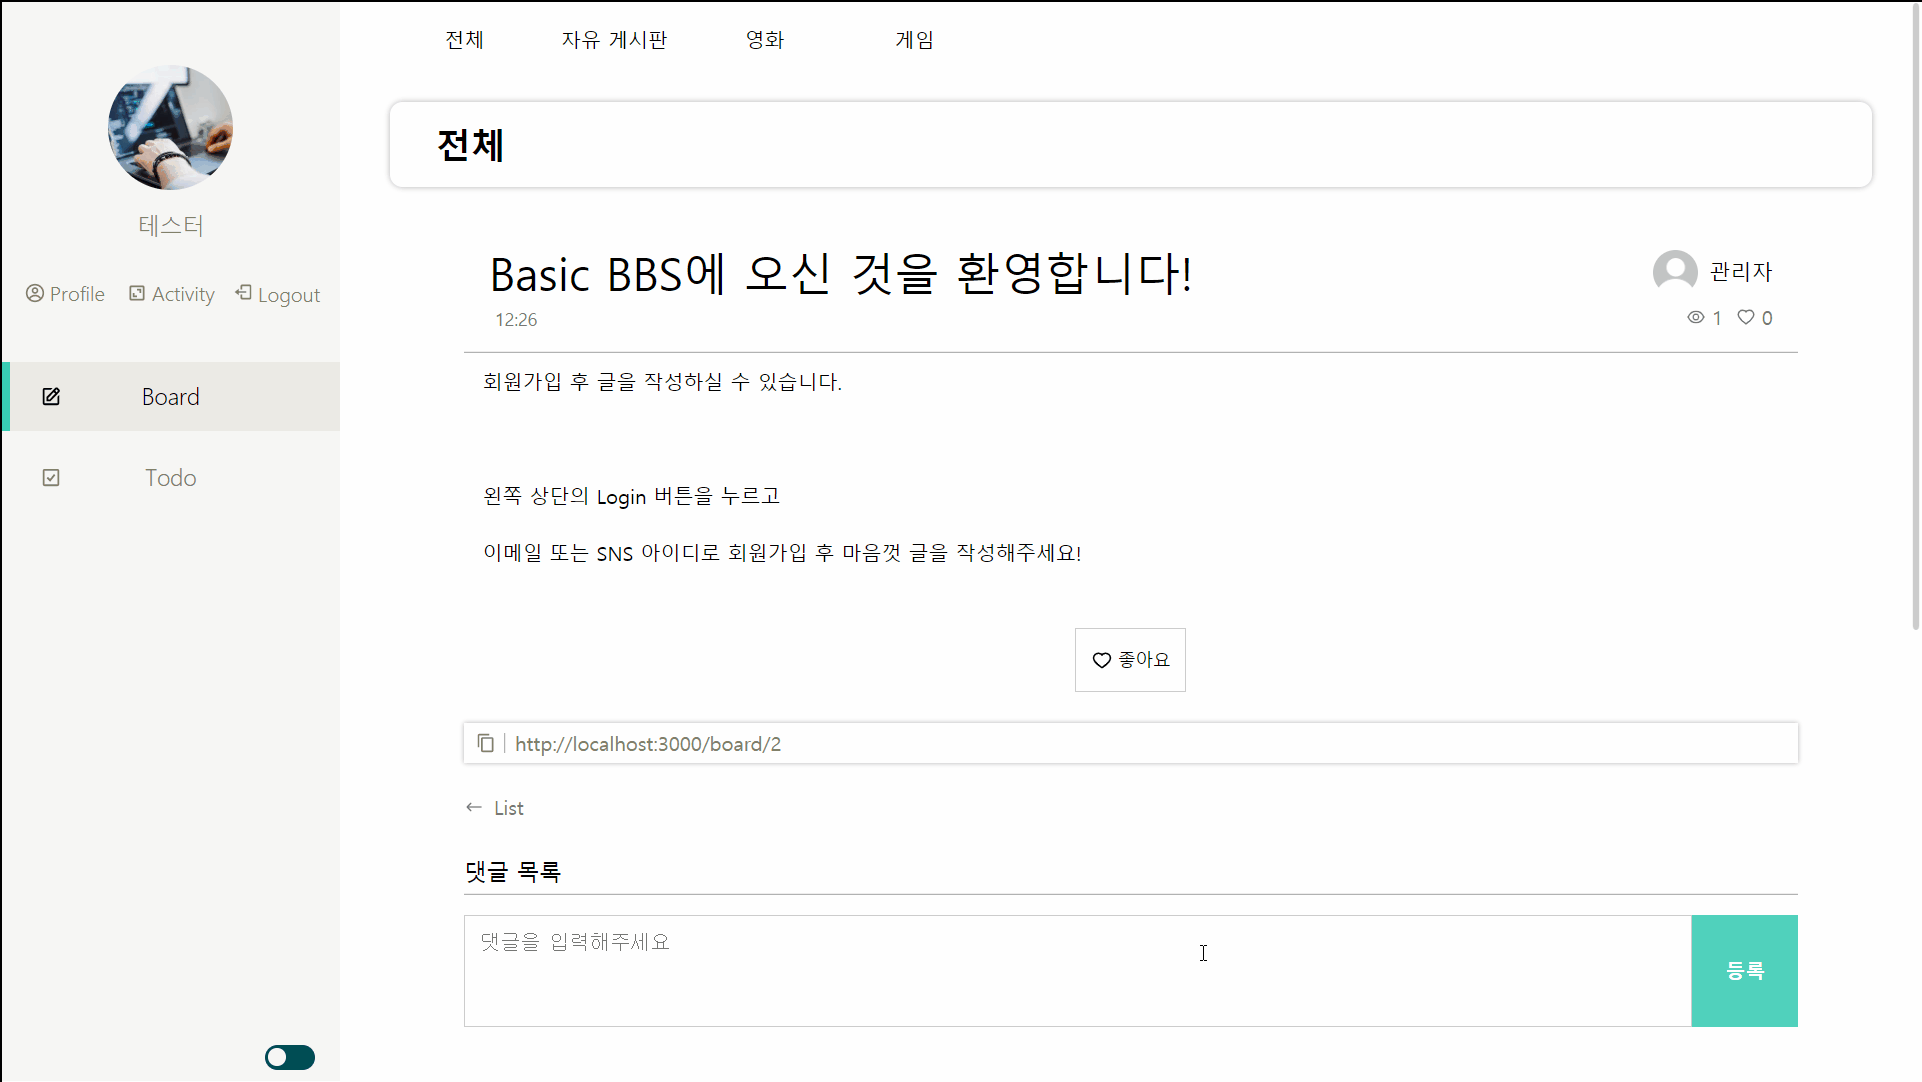 전체 자유 게시판 영화 게임
테스터
Profile Activity Logout
Board
Todo
전체
Basic BBS에 오신 것을 환영합니다!
12:26
관리자
1 0
회원가입 후 글을 작성하실 수 있습니다.
왼쪽 상단의 Login 버튼을 누르고
이메일 또는 SNS 아이디로 회원가입 후 마음껏 글을 작성해주세요!
좋아요
http://localhost:3000/board/2
← List
댓글 목록
댓글을 입력해주세요
등록